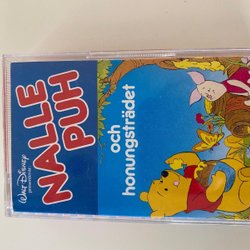 WALT DISNEY
presenterar
NALLE
PUH
och
honungsträdet